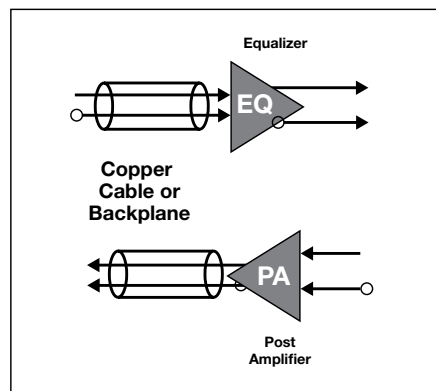 Equalizer
EQ
Copper
Cable or
Backplane
PA
Post
Amplifier